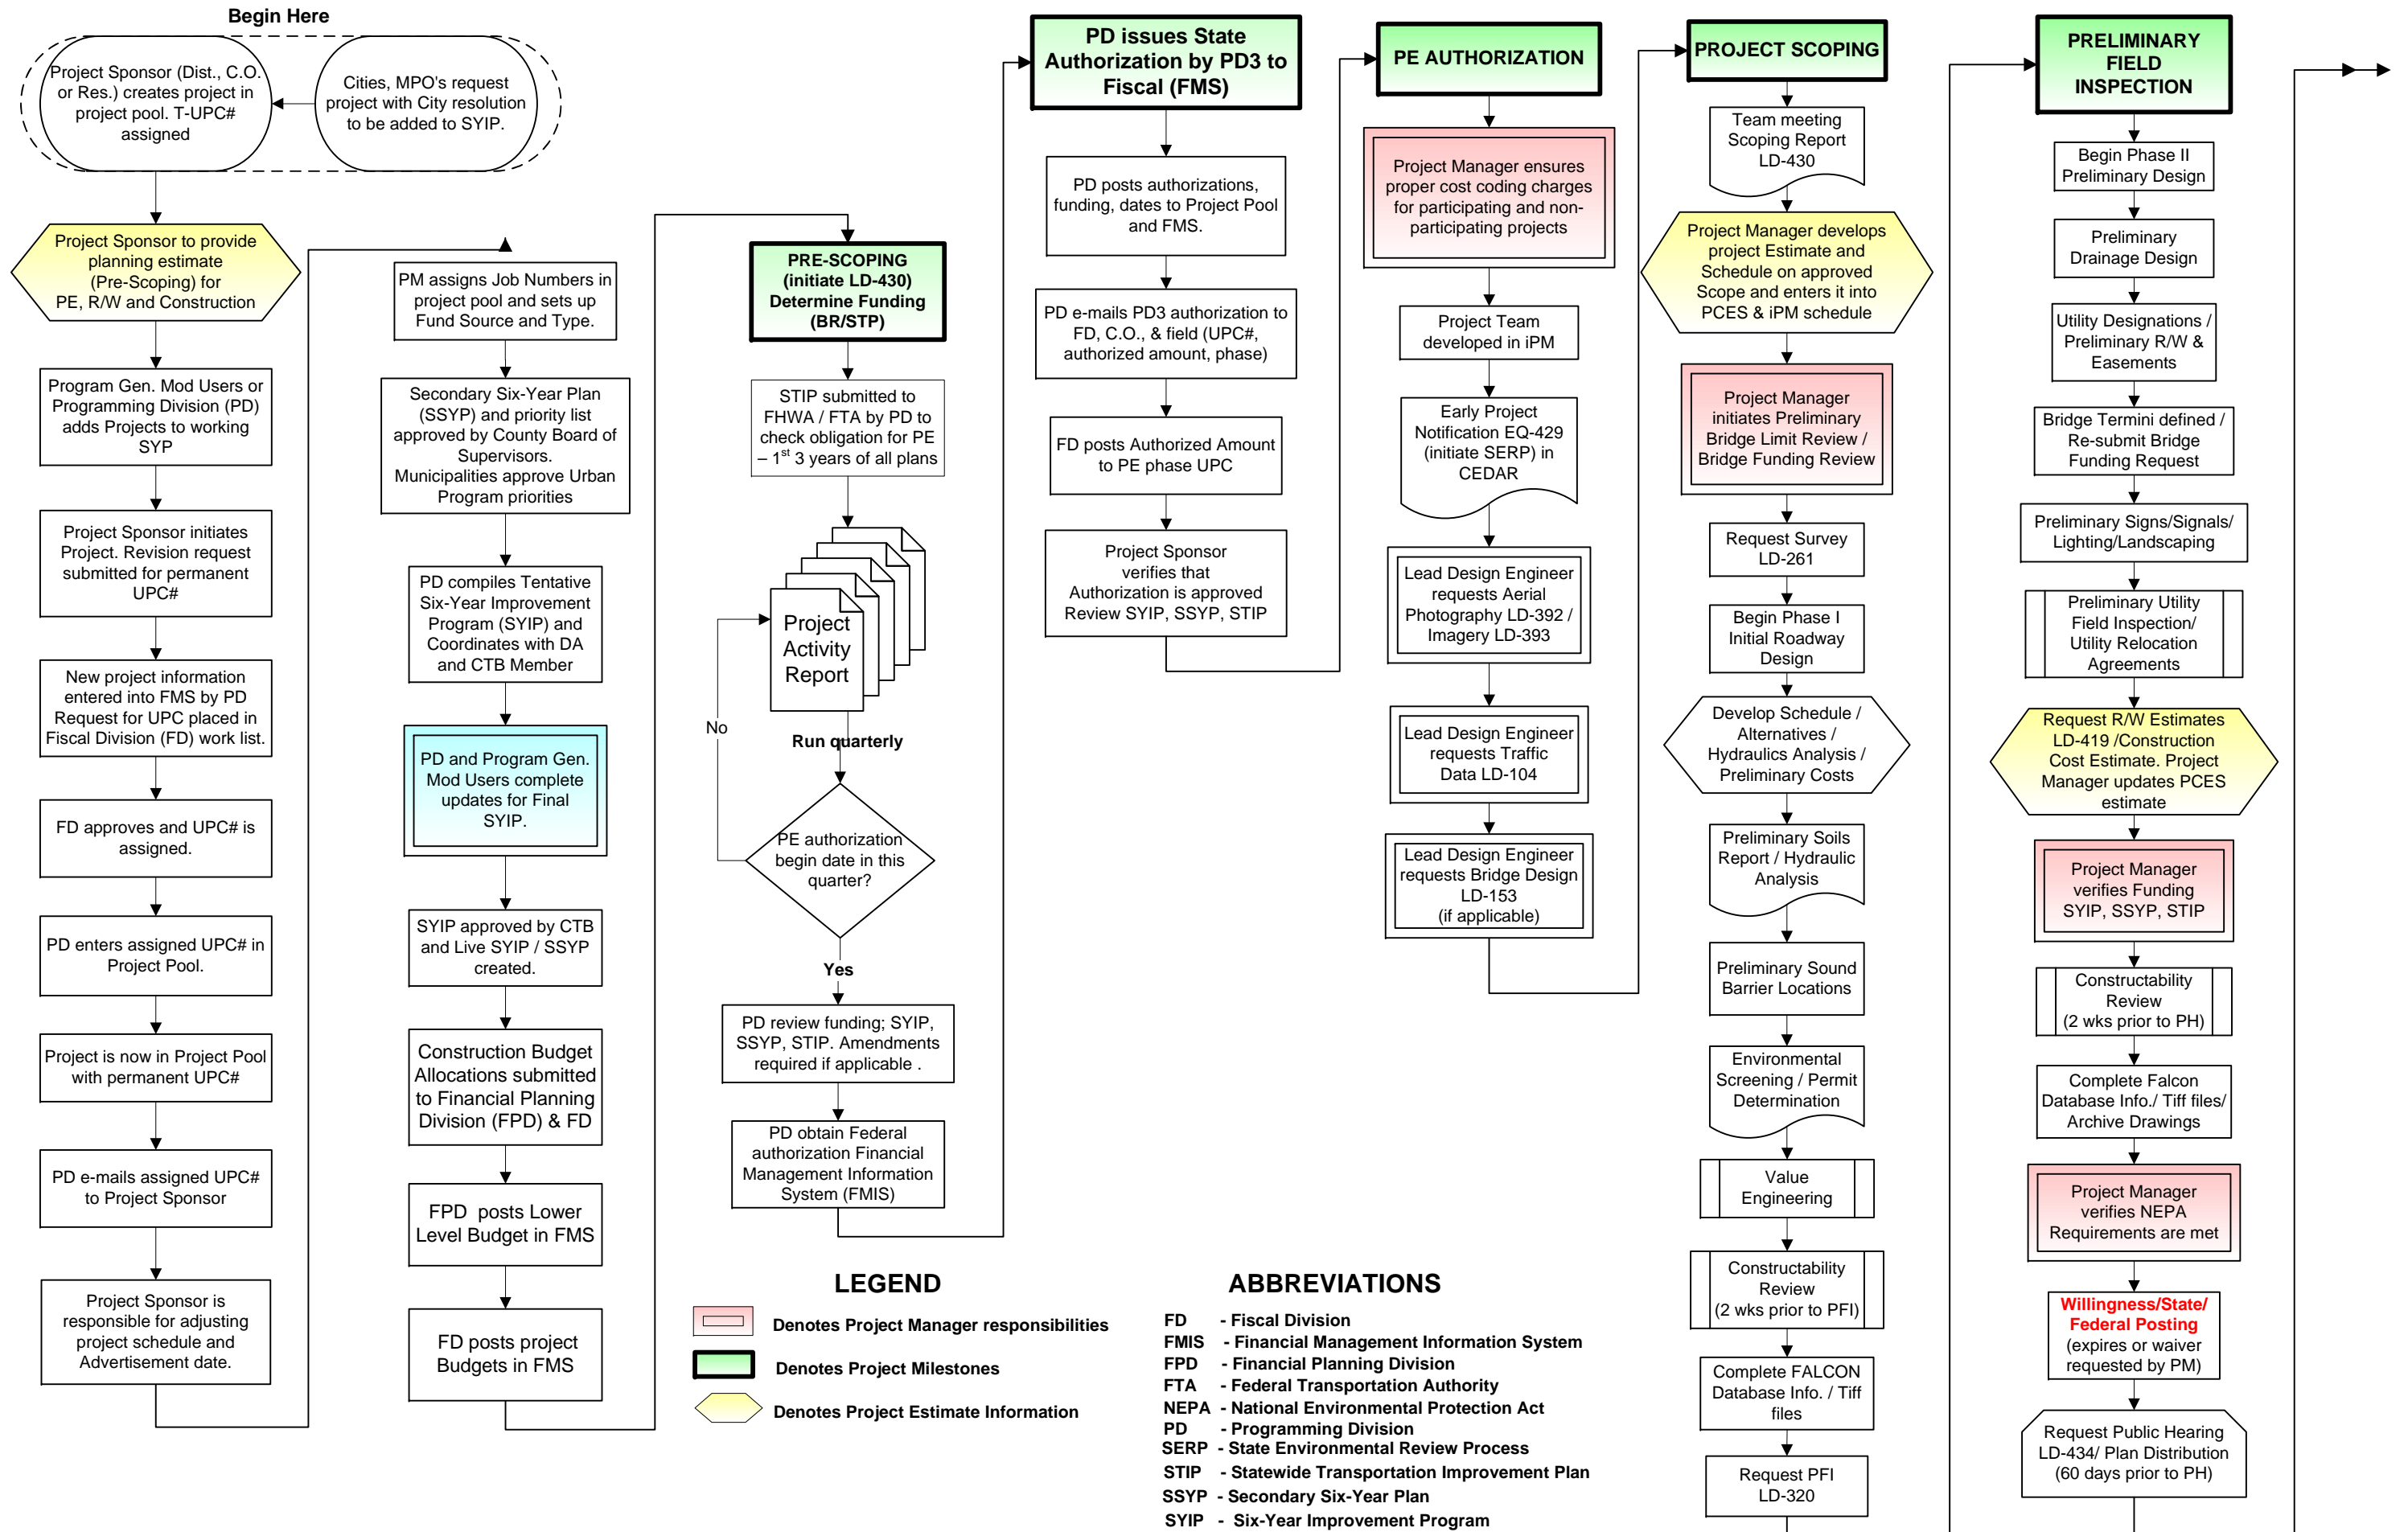 Begin Here
Project Sponsor (Dist., C.O.
or Res.) creates project in
project pool. T-UPC#
assigned
Cities, MPO's request
project with City resolution
to be added to SYIP.
Project Sponsor to provide
planning estimate
(Pre-Scoping) for
PE, R/W and Construction
Program Gen. Mod Users or
Programming Division (PD)
adds Projects to working
SYP
Project Sponsor initiates
Project. Revision request
submitted for permanent
UPC#
New project information
entered into FMS by PD
Request for UPC placed in
Fiscal Division (FD) work list.
FD approves and UPC# is
assigned.
PD enters assigned UPC# in
Project Pool.
Project is now in Project Pool
with permanent UPC#
PD e-mails assigned UPC#
to Project Sponsor
Project Sponsor is
responsible for adjusting
project schedule and
Advertisement date.
PM assigns Job Numbers in
project pool and sets up
Fund Source and Type.
Secondary Six-Year Plan
(SSYP) and priority list
approved by County Board of
Supervisors.
Municipalities approve Urban
Program priorities
PD compiles Tentative
Six-Year Improvement
Program (SYIP) and
Coordinates with DA
and CTB Member
PD and Program Gen.
Mod Users complete
updates for Final
SYIP.
SYIP approved by CTB
and Live SYIP / SSYP
created.
Construction Budget
Allocations submitted
to Financial Planning
Division (FPD) & FD
FPD posts Lower
Level Budget in FMS
FD posts project
Budgets in FMS
PRE-SCOPING
(initiate LD-430)
Determine Funding
(BR/STP)
STIP submitted to
FHWA / FTA by PD to
check obligation for PE
– 1st 3 years of all plans
Project
Activity
Report
No
Run quarterly
PE authorization
begin date in this
quarter?
Yes
PD review funding; SYIP,
SSYP, STIP. Amendments
required if applicable .
PD obtain Federal
authorization Financial
Management Information
System (FMIS)
PD issues State
Authorization by PD3 to
Fiscal (FMS)
PD posts authorizations,
funding, dates to Project Pool
and FMS.
PD e-mails PD3 authorization to
FD, C.O., & field (UPC#,
authorized amount, phase)
FD posts Authorized Amount
to PE phase UPC
Project Sponsor
verifies that
Authorization is approved
Review SYIP, SSYP, STIP
PE AUTHORIZATION
Project Manager ensures
proper cost coding charges
for participating and non-
participating projects
Project Team
developed in iPM
Early Project
Notification EQ-429
(initiate SERP) in
CEDAR
Lead Design Engineer
requests Aerial
Photography LD-392 /
Imagery LD-393
Lead Design Engineer
requests Traffic
Data LD-104
Lead Design Engineer
requests Bridge Design
LD-153
(if applicable)
PROJECT SCOPING
Team meeting
Scoping Report
LD-430
Project Manager develops
project Estimate and
Schedule on approved
Scope and enters it into
PCES & iPM schedule
Project Manager
initiates Preliminary
Bridge Limit Review /
Bridge Funding Review
Request Survey
LD-261
Begin Phase I
Initial Roadway
Design
Develop Schedule /
Alternatives /
Hydraulics Analysis /
Preliminary Costs
Preliminary Soils
Report / Hydraulic
Analysis
Preliminary Sound
Barrier Locations
Environmental
Screening / Permit
Determination
Value
Engineering
Constructability
Review
(2 wks prior to PFI)
Complete FALCON
Database Info. / Tiff
files
Request PFI
LD-320
PRELIMINARY
FIELD
INSPECTION
Begin Phase II
Preliminary Design
Preliminary
Drainage Design
Utility Designations /
Preliminary R/W &
Easements
Bridge Termini defined /
Re-submit Bridge
Funding Request
Preliminary Signs/Signals/
Lighting/Landscaping
Preliminary Utility
Field Inspection/
Utility Relocation
Agreements
Request R/W Estimates
LD-419 /Construction
Cost Estimate. Project
Manager updates PCES
estimate
Project Manager
verifies Funding
SYIP, SSYP, STIP
Constructability
Review
(2 wks prior to PH)
Complete Falcon
Database Info./ Tiff files/
Archive Drawings
Project Manager
verifies NEPA
Requirements are met
Willingness/State/
Federal Posting
(expires or waiver
requested by PM)
Request Public Hearing
LD-434/ Plan Distribution
(60 days prior to PH)
LEGEND
Denotes Project Manager responsibilities
Denotes Project Milestones
Denotes Project Estimate Information
ABBREVIATIONS
FD - Fiscal Division
FMIS - Financial Management Information System
FPD - Financial Planning Division
FTA - Federal Transportation Authority
NEPA - National Environmental Protection Act
PD - Programming Division
SERP - State Environmental Review Process
STIP - Statewide Transportation Improvement Plan
SSYP - Secondary Six-Year Plan
SYIP - Six-Year Improvement Program